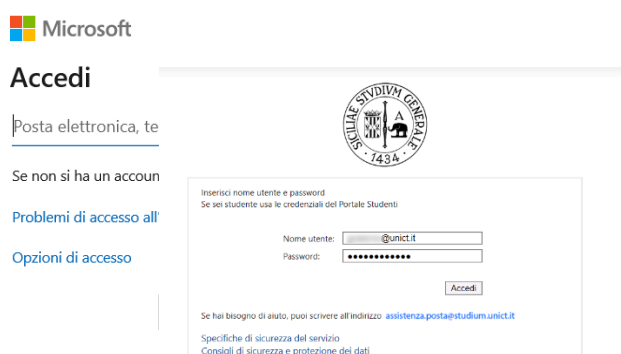 Microsoft
Accedi
Posta elettronica, te
Se non si ha un accoun
Problemi di accesso all'
Opzioni di accesso
SICILIAE STVDIVM GENERALE
1434
Inserisci nome utente e password
Se sei studente usa le credenziali del Portale Studenti
Nome utente: @unict.it
Password: ••••••••••••
Accedi
Se hai bisogno di aiuto, puoi scrivere all'indirizzo assistenza.posta@studium.unict.it
Specifiche di sicurezza del servizio
Consigli di sicurezza e protezione dei dati